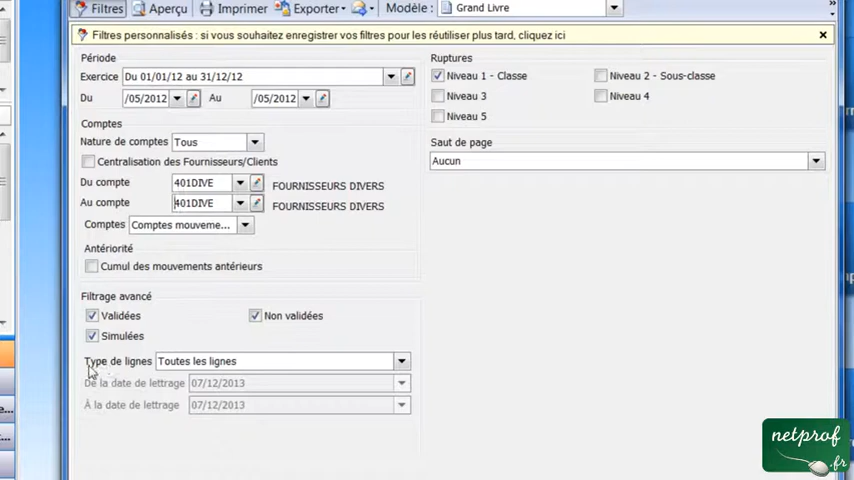 Filtres Aperçu Imprimer Exporter Modèle : Grand Livre
Filtres personnalisés : si vous souhaitez enregistrer vos filtres pour les réutiliser plus tard, cliquez ici
Période
Exercice Du 01/01/12 au 31/12/12
Du /05/2012 Au /05/2012
Comptes
Nature de comptes Tous
Centralisation des Fournisseurs/Clients
Du compte 401DIVE FOURNISSEURS DIVERS
Au compte 401DIVE FOURNISSEURS DIVERS
Comptes Comptes mouveme...
Antériorité
Cumul des mouvements antérieurs
Filtrage avancé
Validées Non validées
Simulées
Type de lignes Toutes les lignes
De la date de lettrage 07/12/2013
À la date de lettrage 07/12/2013
Ruptures
Niveau 1 - Classe Niveau 2 - Sous-classe
Niveau 3 Niveau 4
Niveau 5
Saut de page
Aucun
netprof
.fr